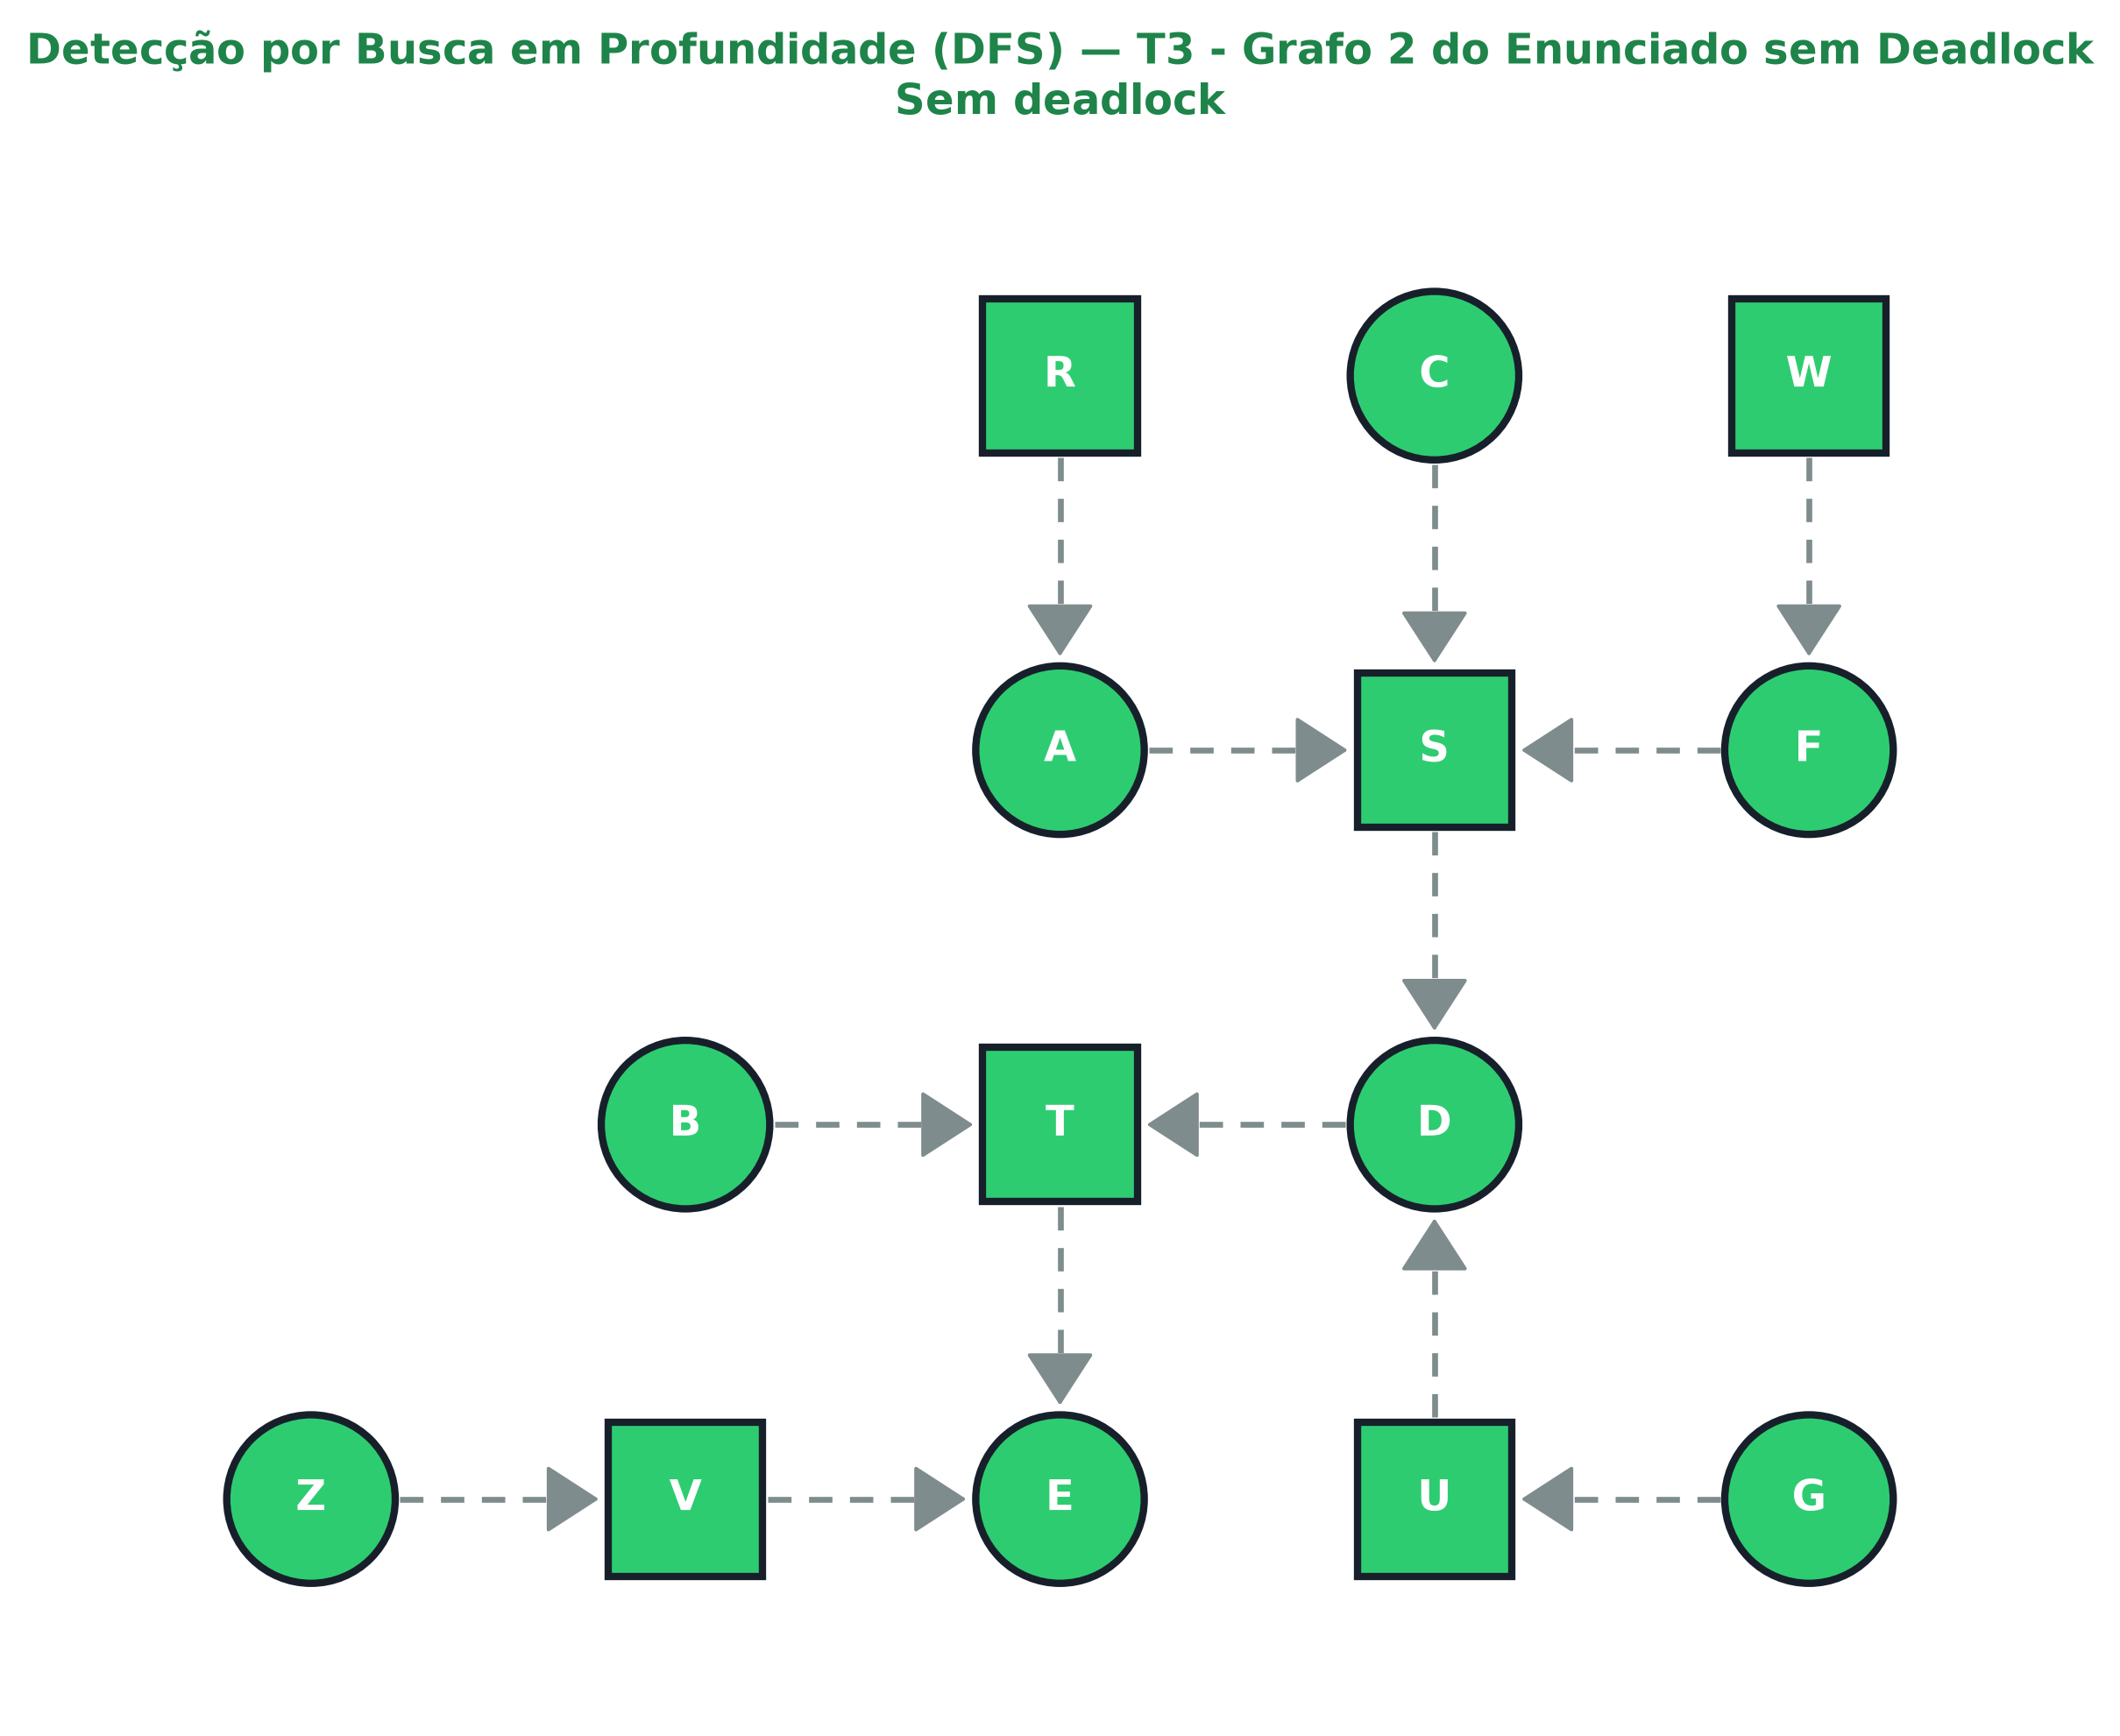 Detecção por Busca em Profundidade (DFS) — T3 - Grafo 2 do Enunciado sem Deadlock
Sem deadlock
R
C
W
A
S
F
B
T
D
Z
V
E
U
G